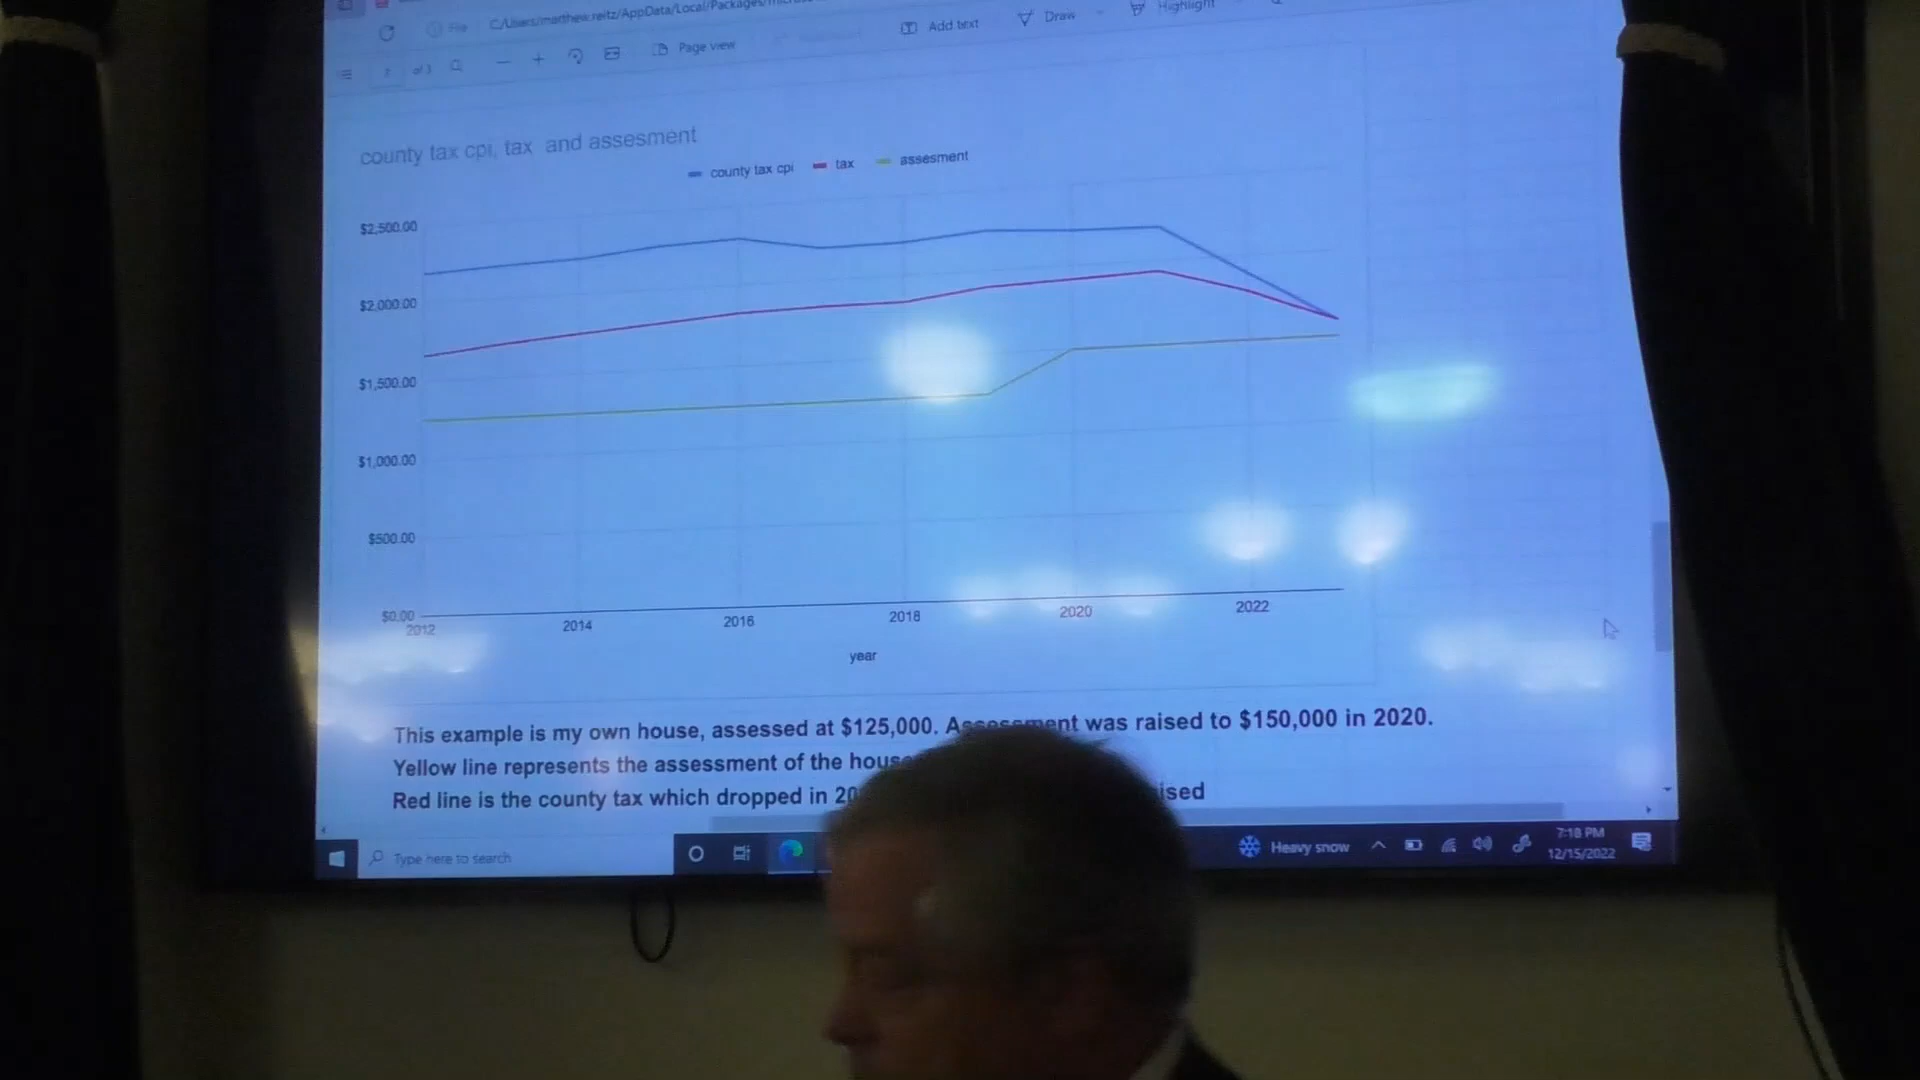 File C:/Users/matthew.reitz/AppData/Local/Packages/
of 3 Page view Add text Draw Highlight
county tax cpi, tax and assesment
county tax cpi tax assesment
$2,500.00
$2,000.00
$1,500.00
$1,000.00
$500.00
$0.00
2012 2014 2016 2018 2020 2022
year
This example is my own house, assessed at $125,000. Assessment was raised to $150,000 in 2020.
Yellow line represents the assessment of the
Red line is the county tax which dropped in
Type here to search
Heavy snow
7:18 PM
12/15/2022